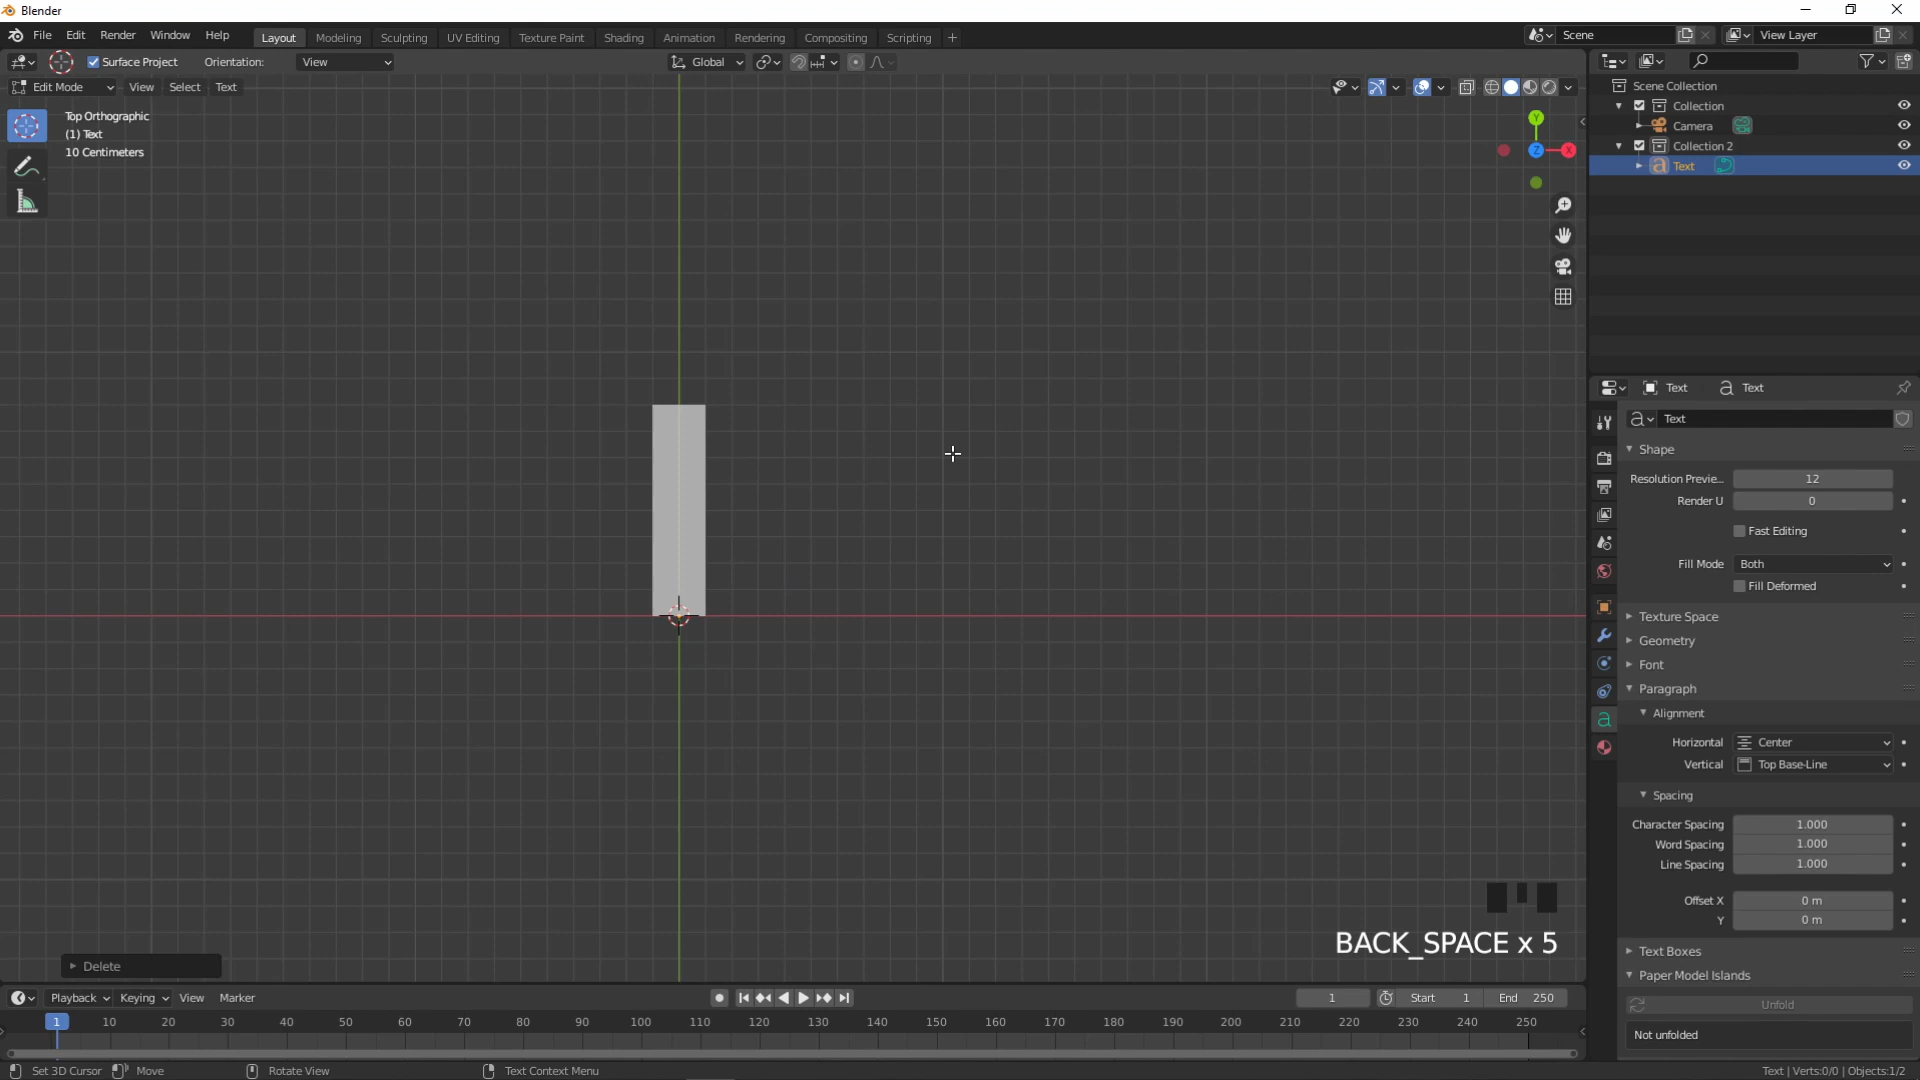 Blender
File Edit Render Window Help
Layout Modeling Sculpting UV Editing Texture Paint Shading Animation Rendering Compositing Scripting +
Scene
View Layer
Surface Project Orientation: View
Global
Edit Mode View Select Text
Top Orthographic
(1) Text
10 Centimeters
Y
Z
X
Scene Collection
Collection
Camera
Collection 2
Text
Text Text
Text
Shape
Resolution Previe... 12
Render U 0
Fast Editing
Fill Mode Both
Fill Deformed
Texture Space
Geometry
Font
Paragraph
Alignment
Horizontal Center
Vertical Top Base-Line
Spacing
Character Spacing 1.000
Word Spacing 1.000
Line Spacing 1.000
Offset X 0 m
Y 0 m
Text Boxes
Paper Model Islands
Unfold
Not unfolded
BACK_SPACE x 5
Delete
Playback Keying View Marker
1 Start 1 End 250
1 10 20 30 40 50 60 70 80 90 100 110 120 130 140 150 160 170 180 190 200 210 220 230 240 250
Set 3D Cursor Move Rotate View Text Context Menu
Text | Verts:0/0 | Objects:1/2